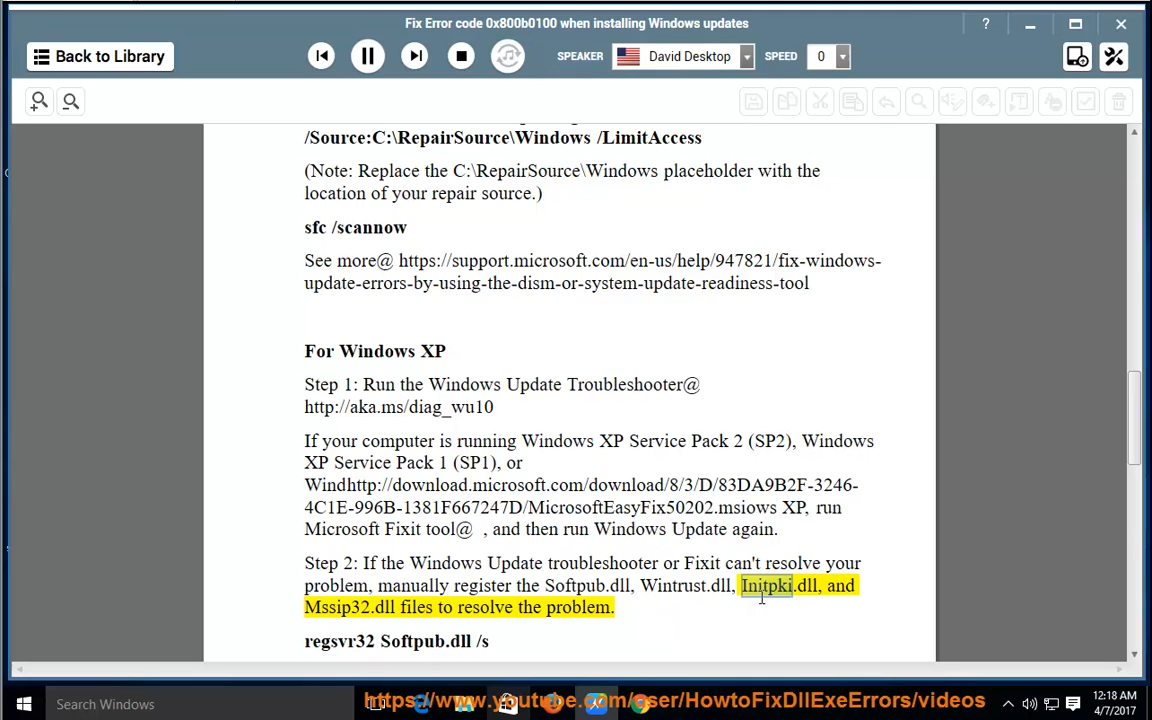 Fix Error code 0x800b0100 when installing Windows updates
?
Back to Library
SPEAKER
David Desktop
SPEED
0
/Source:C:\RepairSource\Windows /LimitAccess
(Note: Replace the C:\RepairSource\Windows placeholder with the
location of your repair source.)
sfc /scannow
See more@ https://support.microsoft.com/en-us/help/947821/fix-windows-
update-errors-by-using-the-dism-or-system-update-readiness-tool
For Windows XP
Step 1: Run the Windows Update Troubleshooter@
http://aka.ms/diag_wu10
If your computer is running Windows XP Service Pack 2 (SP2), Windows
XP Service Pack 1 (SP1), or
Windhttp://download.microsoft.com/download/8/3/D/83DA9B2F-3246-
4C1E-996B-1381F667247D/MicrosoftEasyFix50202.msiows XP, run
Microsoft Fixit tool@ , and then run Windows Update again.
Step 2: If the Windows Update troubleshooter or Fixit can't resolve your
problem, manually register the Softpub.dll, Wintrust.dll, Initpki.dll, and
Mssip32.dll files to resolve the problem.
regsvr32 Softpub.dll /s
Search Windows
https://www.youtube.com/user/HowtoFixDllExeErrors/videos
12:18 AM
4/7/2017